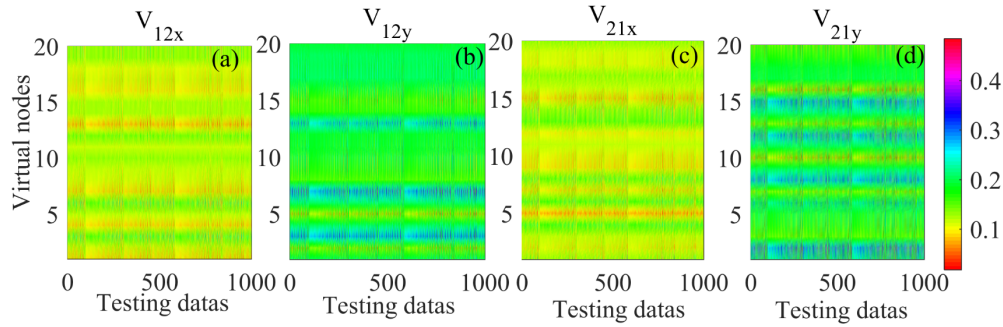 V12x V12y V21x V21y
(a) (b) (c) (d)
20 20 20 20
15 15 15 15
10 10 10 10
5 5 5 5
Virtual nodes
0.4
0.3
0.2
0.1
0 500 1000 0 500 1000 0 500 1000 0 500 1000
Testing datas Testing datas Testing datas Testing datas